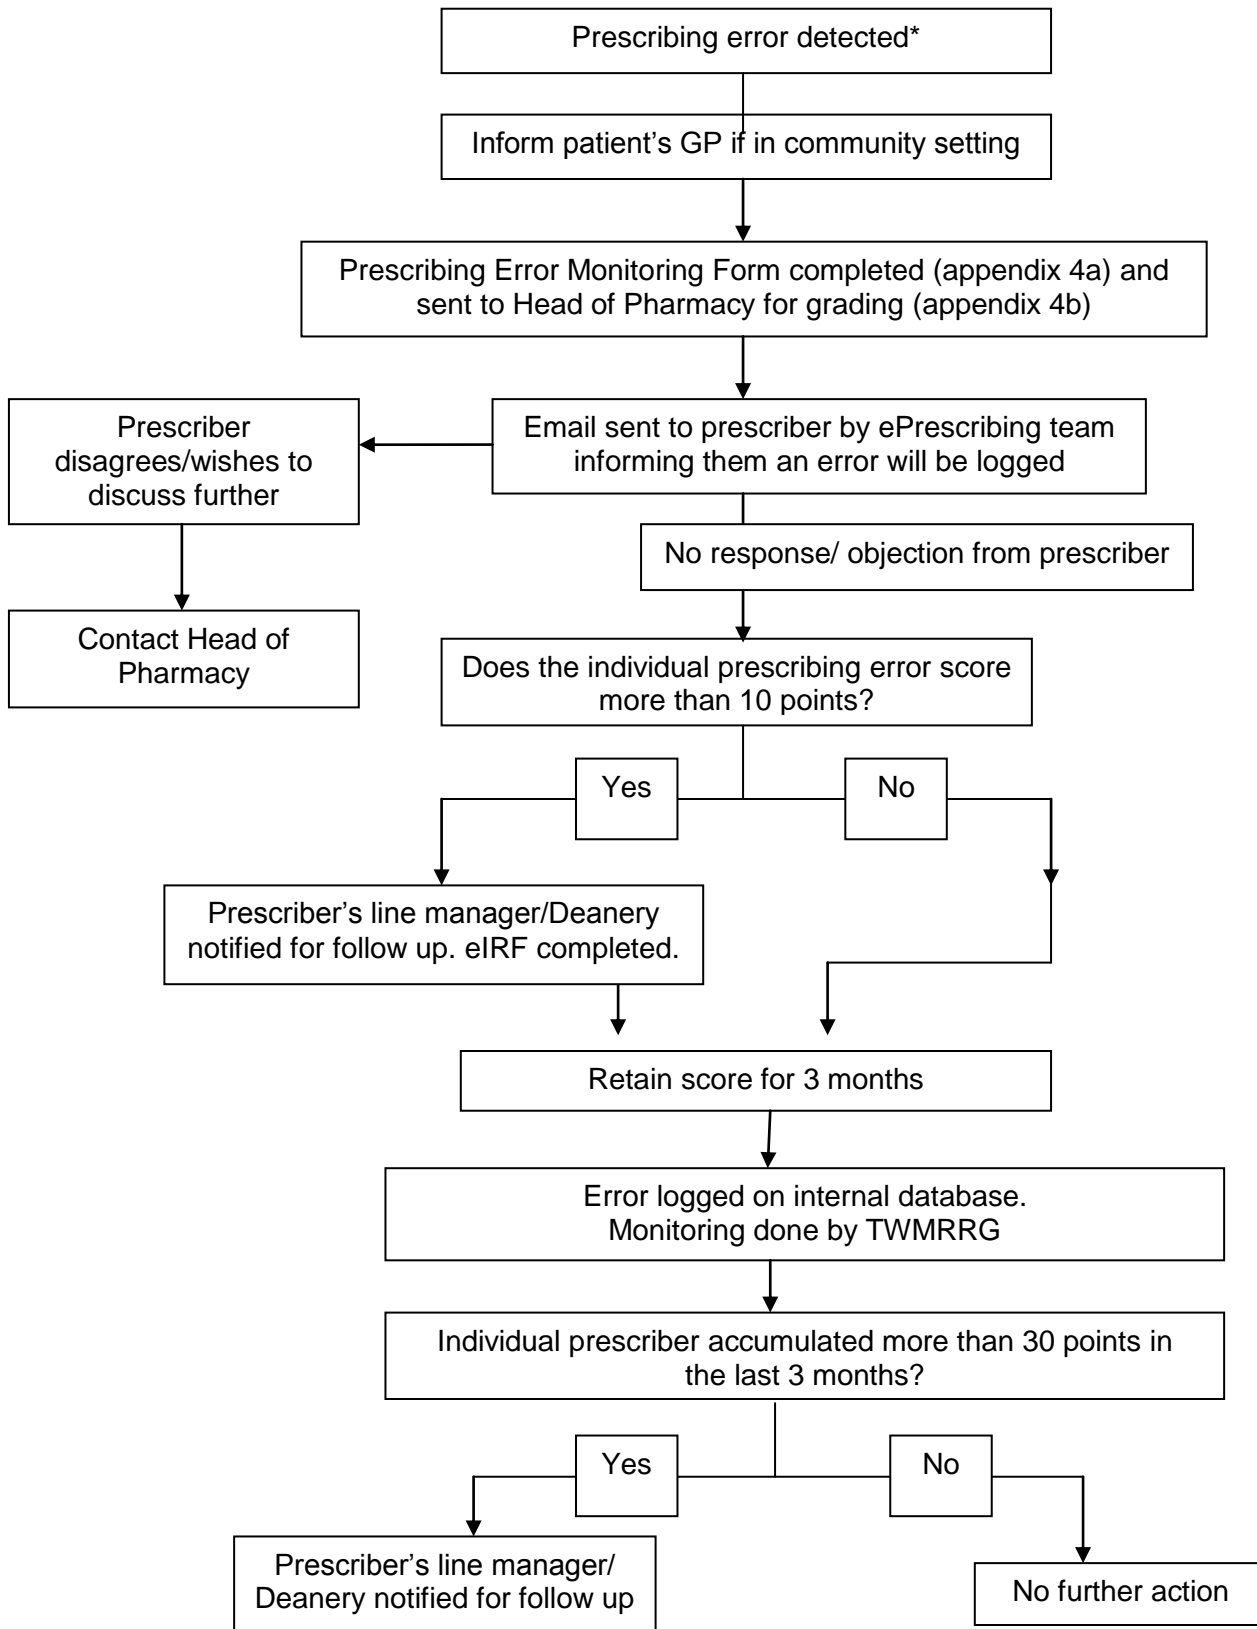 Prescribing error detected*
Inform patient’s GP if in community setting
Prescribing Error Monitoring Form completed (appendix 4a) and
sent to Head of Pharmacy for grading (appendix 4b)
Prescriber
disagrees/wishes to
discuss further
Email sent to prescriber by ePrescribing team
informing them an error will be logged
No response/ objection from prescriber
Contact Head of
Pharmacy
Does the individual prescribing error score
more than 10 points?
Yes
No
Prescriber’s line manager/Deanery
notified for follow up. eIRF completed.
Retain score for 3 months
Error logged on internal database.
Monitoring done by TWMRRG
Individual prescriber accumulated more than 30 points in
the last 3 months?
Yes
No
Prescriber’s line manager/
Deanery notified for follow up
No further action